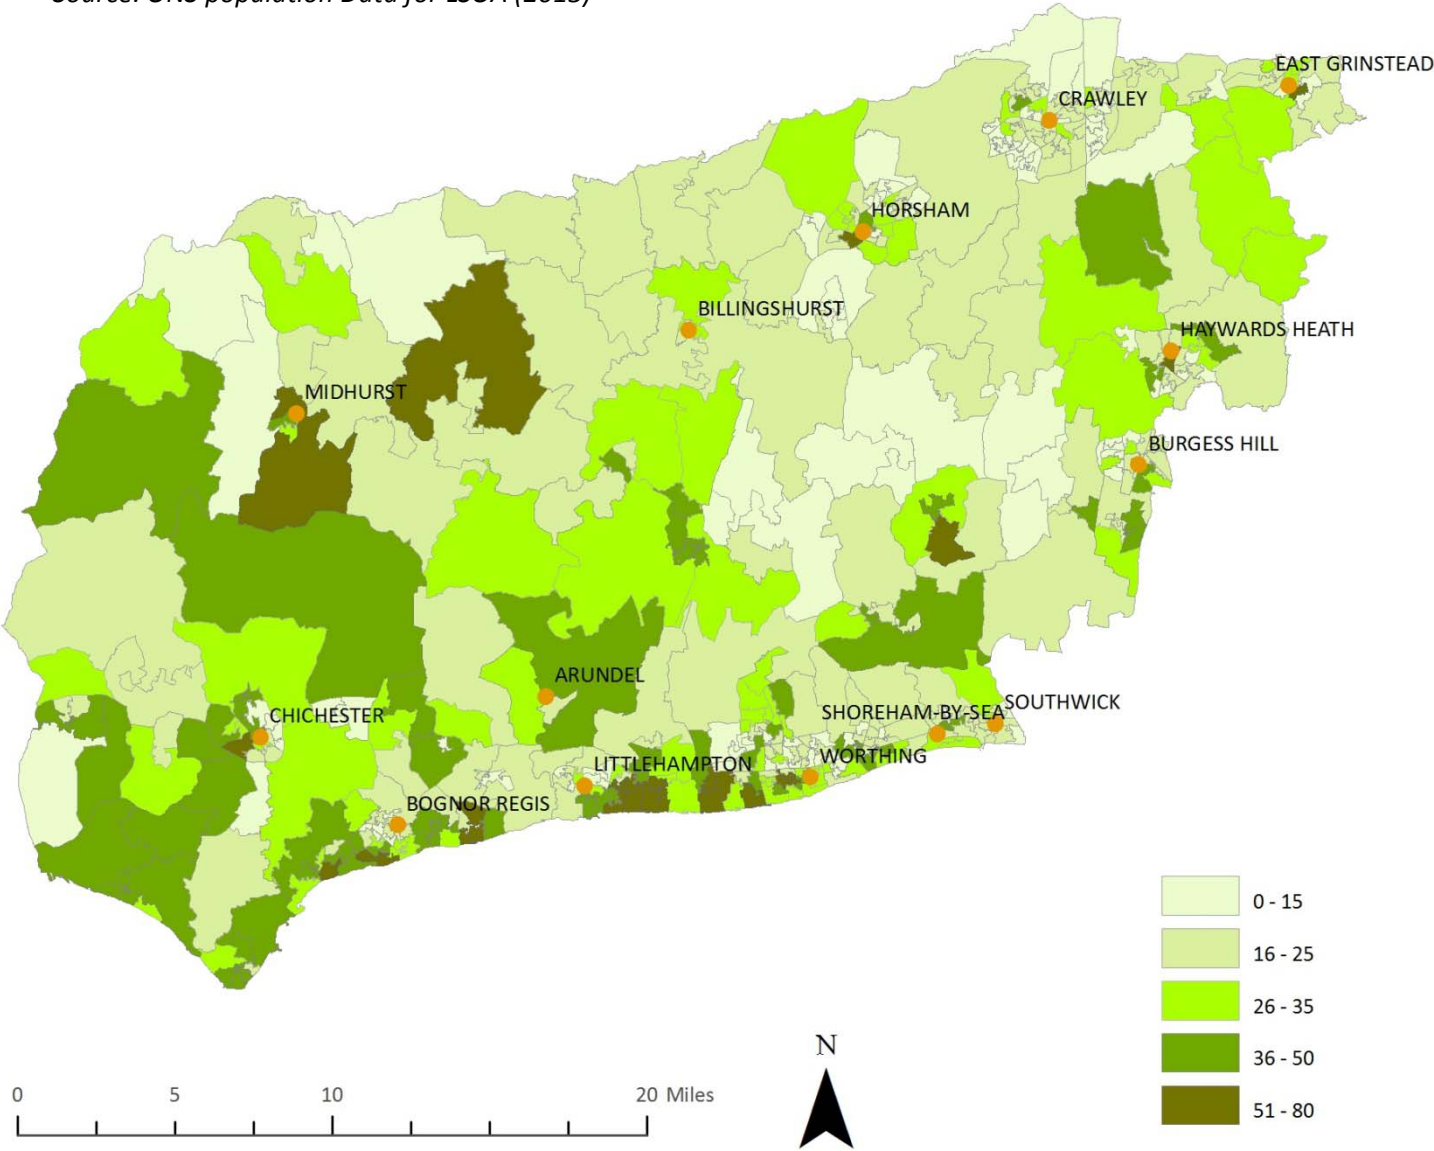 Source: ONS population Data for LSOA (2015)
EAST GRINSTEAD
CRAWLEY
HORSHAM
BILLINGSHURST
HAYWARDS HEATH
MIDHURST
BURGESS HILL
ARUNDEL
SOUTHWICK
CHICHESTER
SHOREHAM-BY-SEA
LITTLEHAMPTON
WORTHING
BOGNOR REGIS
0 - 15
16 - 25
26 - 35
36 - 50
51 - 80
N
0 5 10 20 Miles